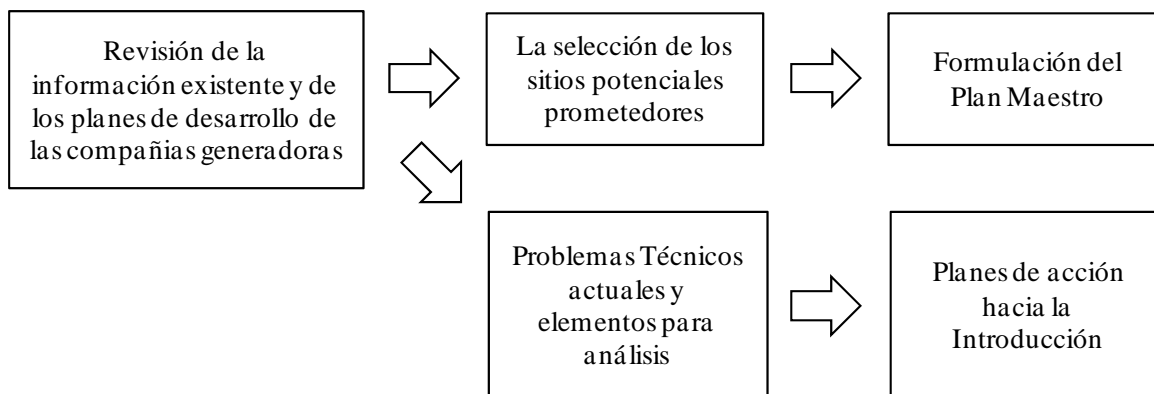 Revisión de la
información existente y de
los planes de desarrollo de
las compañias generadoras
La selección de los
sitios potenciales
prometedores
Formulación del
Plan Maestro
Problemas Técnicos
actuales y
elementos para
análisis
Planes de acción
hacia la
Introducción